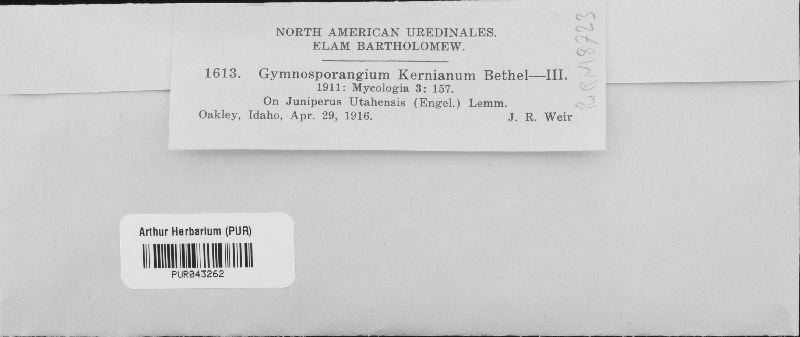 NORTH AMERICAN UREDINALES.
ELAM BARTHOLOMEW.
1613. Gymnosporangium Kernianum Bethel—III.
1911: Mycologia 3: 157.
On Juniperus Utahensis (Engel.) Lemm.
Oakley, Idaho, Apr. 29, 1916. J. R. Weir
PURN18723
Arthur Herbarium (PUR)
PUR043262